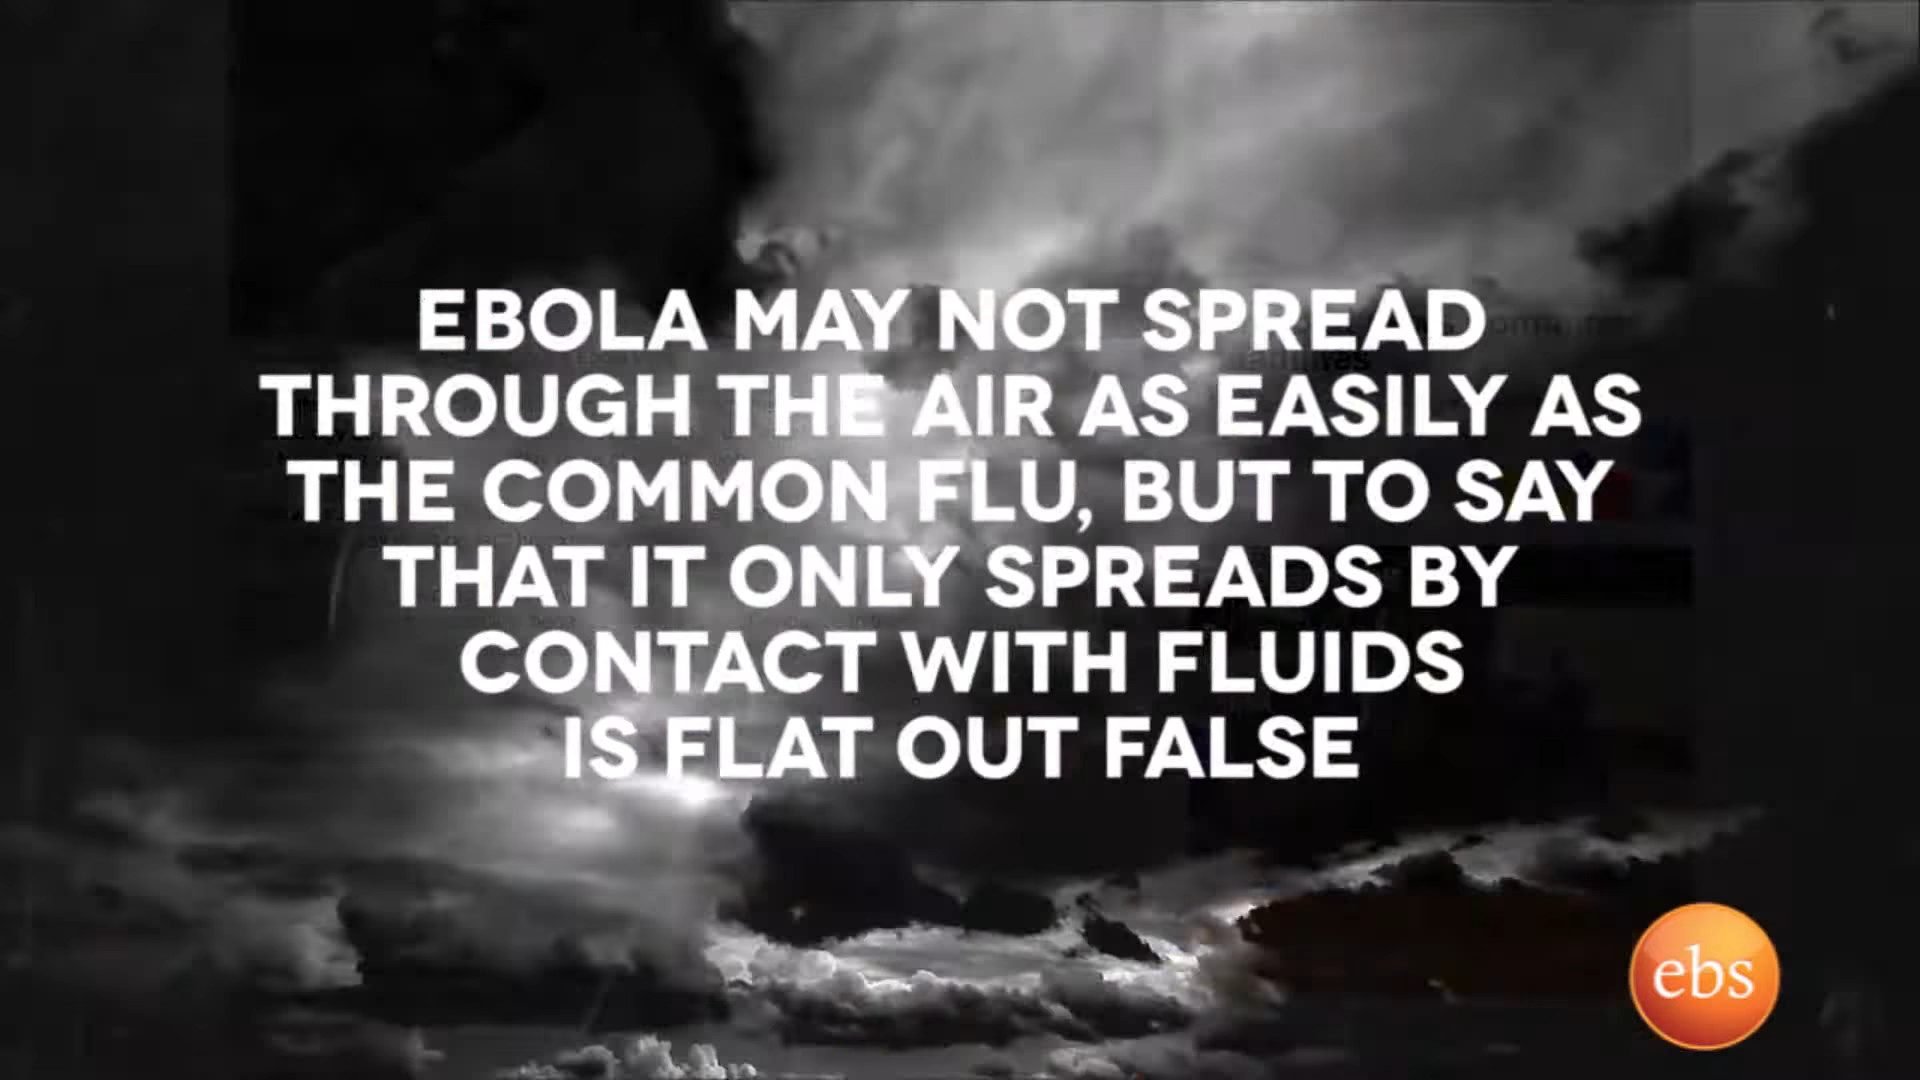 EBOLA MAY NOT SPREAD
THROUGH THE AIR AS EASILY AS
THE COMMON FLU, BUT TO SAY
THAT IT ONLY SPREADS BY
CONTACT WITH FLUIDS
IS FLAT OUT FALSE
ebs